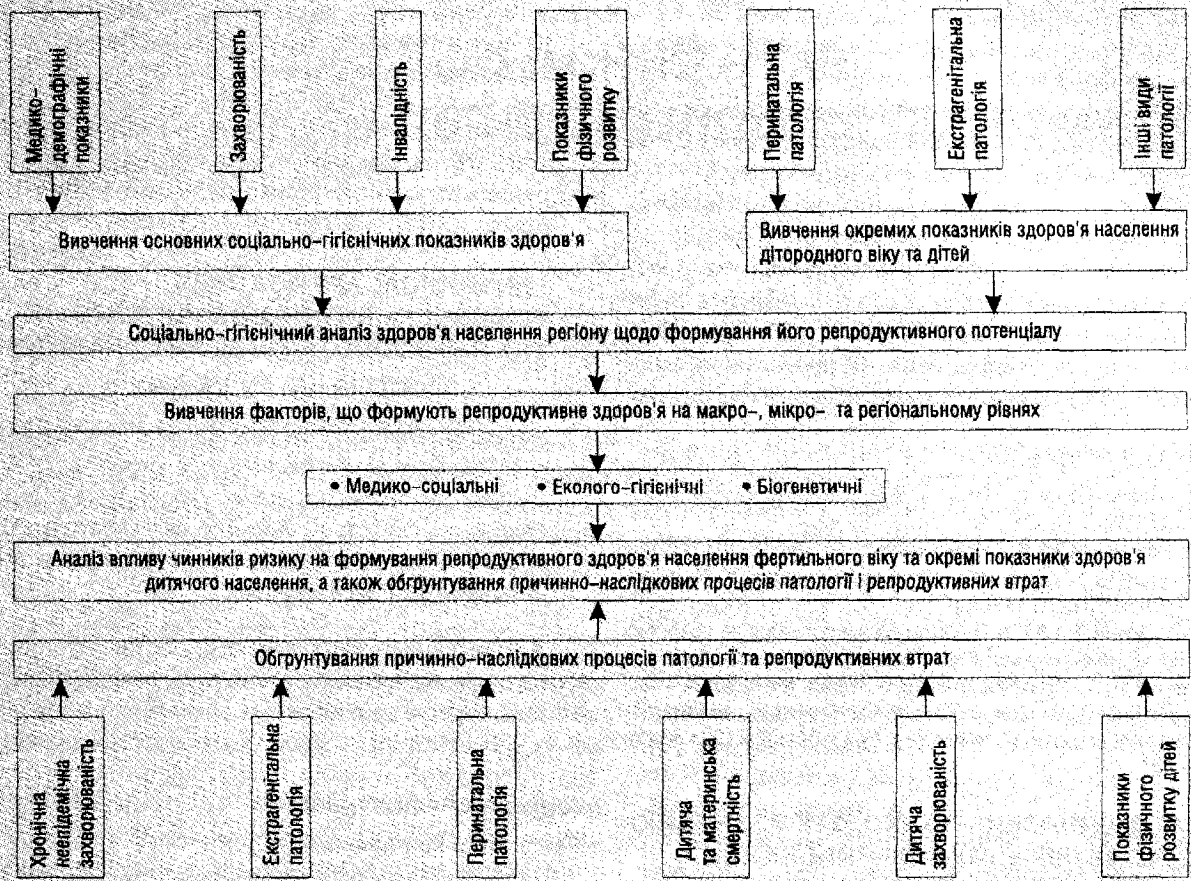 Медико–
демографічні
показники
Захворюваність
Інвалідність
Показники
фізичного
розвитку
Перинатальна
патологія
Екстрагенітальна
патологія
Інші види
патології
Вивчення основних соціально–гігієнічних показників здоров'я
Вивчення окремих показників здоров'я населення
дітородного віку та дітей
Соціально–гігієнічний аналіз здоров'я населення регіону щодо формування його репродуктивного потенціалу
Вивчення факторів, що формують репродуктивне здоров'я на макро–, мікро– та регіональному рівнях
• Медико–соціальні • Еколого–гігієнічні • Біогенетичні
Аналіз впливу чинників ризику на формування репродуктивного здоров'я населення фертильного віку та окремі показники здоров'я
дитячого населення, а також обгрунтування причинно–наслідкових процесів патології і репродуктивних втрат
Обгрунтування причинно–наслідкових процесів патології та репродуктивних втрат
Хронічна
неепідемічна
захворюваність
Екстрагенітальна
патологія
Перинатальна
патологія
Дитяча
та материнська
смертність
Дитяча
захворюваність
Показники
фізичного
розвитку дітей